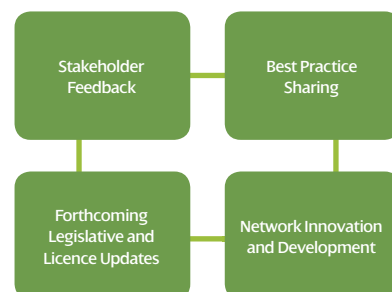 Stakeholder
Feedback
Best Practice
Sharing
Forthcoming
Legislative and
Licence Updates
Network Innovation
and Development